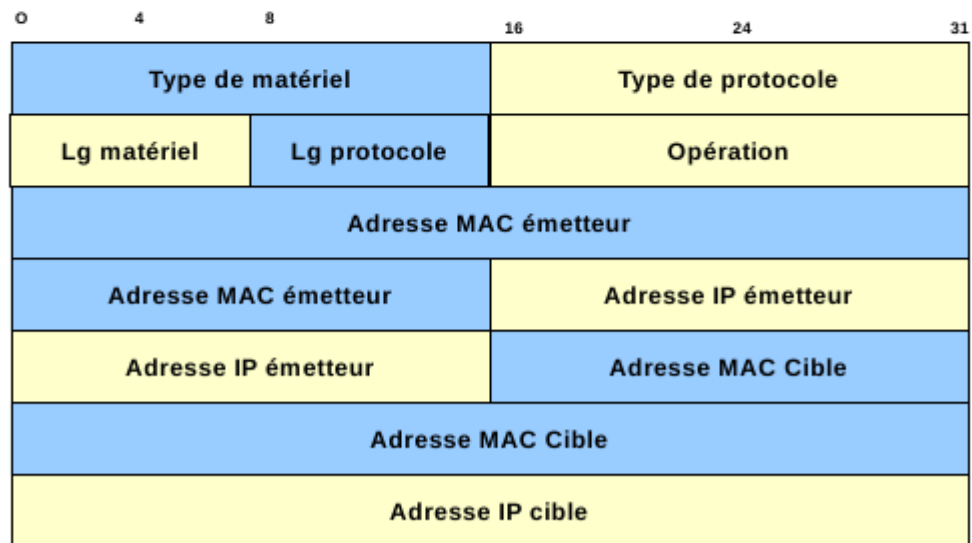 O 4 8 16 24 31
Type de matériel Type de protocole
Lg matériel Lg protocole Opération
Adresse MAC émetteur
Adresse MAC émetteur Adresse IP émetteur
Adresse IP émetteur Adresse MAC Cible
Adresse MAC Cible
Adresse IP cible